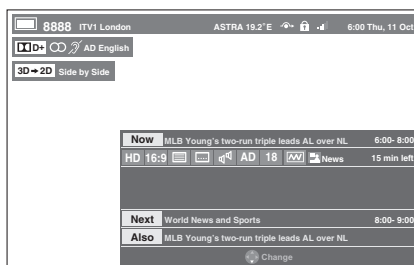 8888 ITV1 London ASTRA 19.2°E 6:00 Thu, 11 Oct
D+ AD English
3D→2D Side by Side
Now MLB Young's two-run triple leads AL over NL 6:00- 8:00
HD 16:9 AD 18 News 15 min left
Next World News and Sports 8:00- 9:00
Also MLB Young's two-run triple leads AL over NL
Change